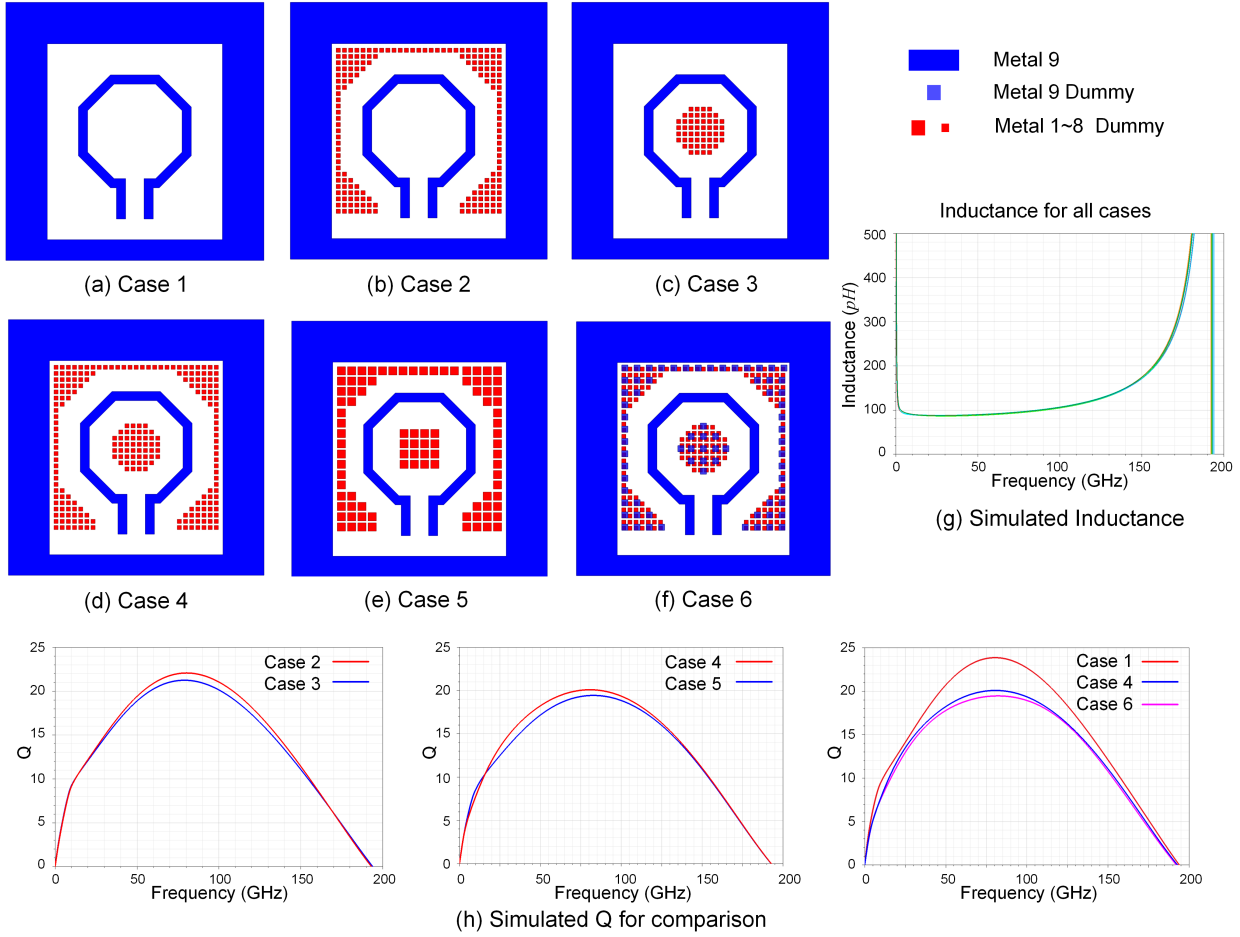 Metal 9
Metal 9 Dummy
Metal 1~8 Dummy
(a) Case 1
(b) Case 2
(c) Case 3
Inductance for all cases
Inductance (pH)
500
400
300
200
100
0
0 50 100 150 200
Frequency (GHz)
(g) Simulated Inductance
(d) Case 4
(e) Case 5
(f) Case 6
Q
25
20
15
10
5
0
Case 2
Case 3
0 50 100 150 200
Frequency (GHz)
Q
25
20
15
10
5
0
Case 4
Case 5
0 50 100 150 200
Frequency (GHz)
Q
25
20
15
10
5
0
Case 1
Case 4
Case 6
0 50 100 150 200
Frequency (GHz)
(h) Simulated Q for comparison